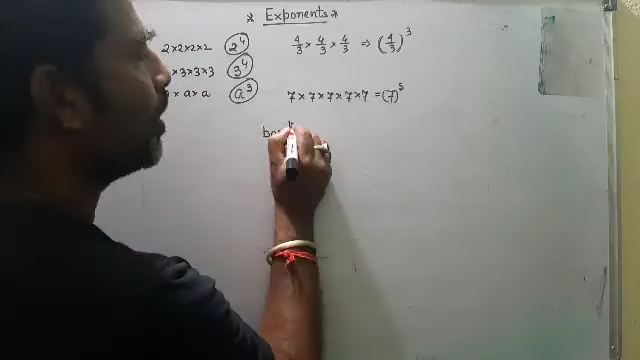 * Exponents *
2×2×2×2 2⁴ 4/3 × 4/3 × 4/3 ⇒ (4/3)³
×3×3×3 3⁴
× a × a a³ 7×7×7×7×7 = (7)⁵